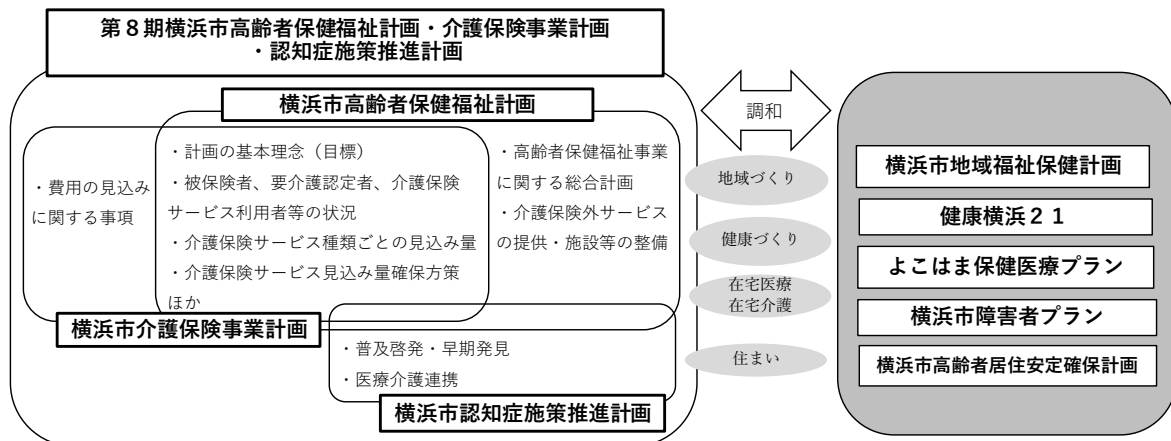 第８期横浜市高齢者保健福祉計画・介護保険事業計画
・認知症施策推進計画
横浜市高齢者保健福祉計画
・費用の見込み
に関する事項
・計画の基本理念（目標）
・被保険者、要介護認定者、介護保険
サービス利用者等の状況
・介護保険サービス種類ごとの見込み量
・介護保険サービス見込み量確保方策
ほか
・高齢者保健福祉事業
に関する総合計画
・介護保険外サービス
の提供・施設等の整備
横浜市介護保険事業計画
・普及啓発・早期発見
・医療介護連携
横浜市認知症施策推進計画
調和
地域づくり
健康づくり
在宅医療
在宅介護
住まい
横浜市地域福祉保健計画
健康横浜２１
よこはま保健医療プラン
横浜市障害者プラン
横浜市高齢者居住安定確保計画